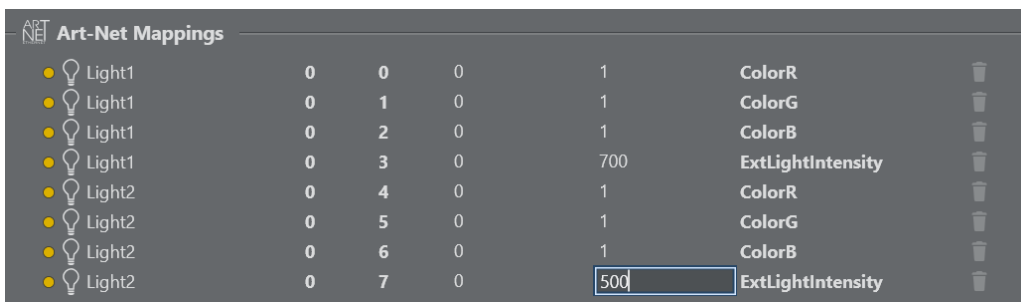 ART
NET Art-Net Mappings
Light1 0 0 0 1 ColorR
Light1 0 1 0 1 ColorG
Light1 0 2 0 1 ColorB
Light1 0 3 0 700 ExtLightIntensity
Light2 0 4 0 1 ColorR
Light2 0 5 0 1 ColorG
Light2 0 6 0 1 ColorB
Light2 0 7 0 500 ExtLightIntensity